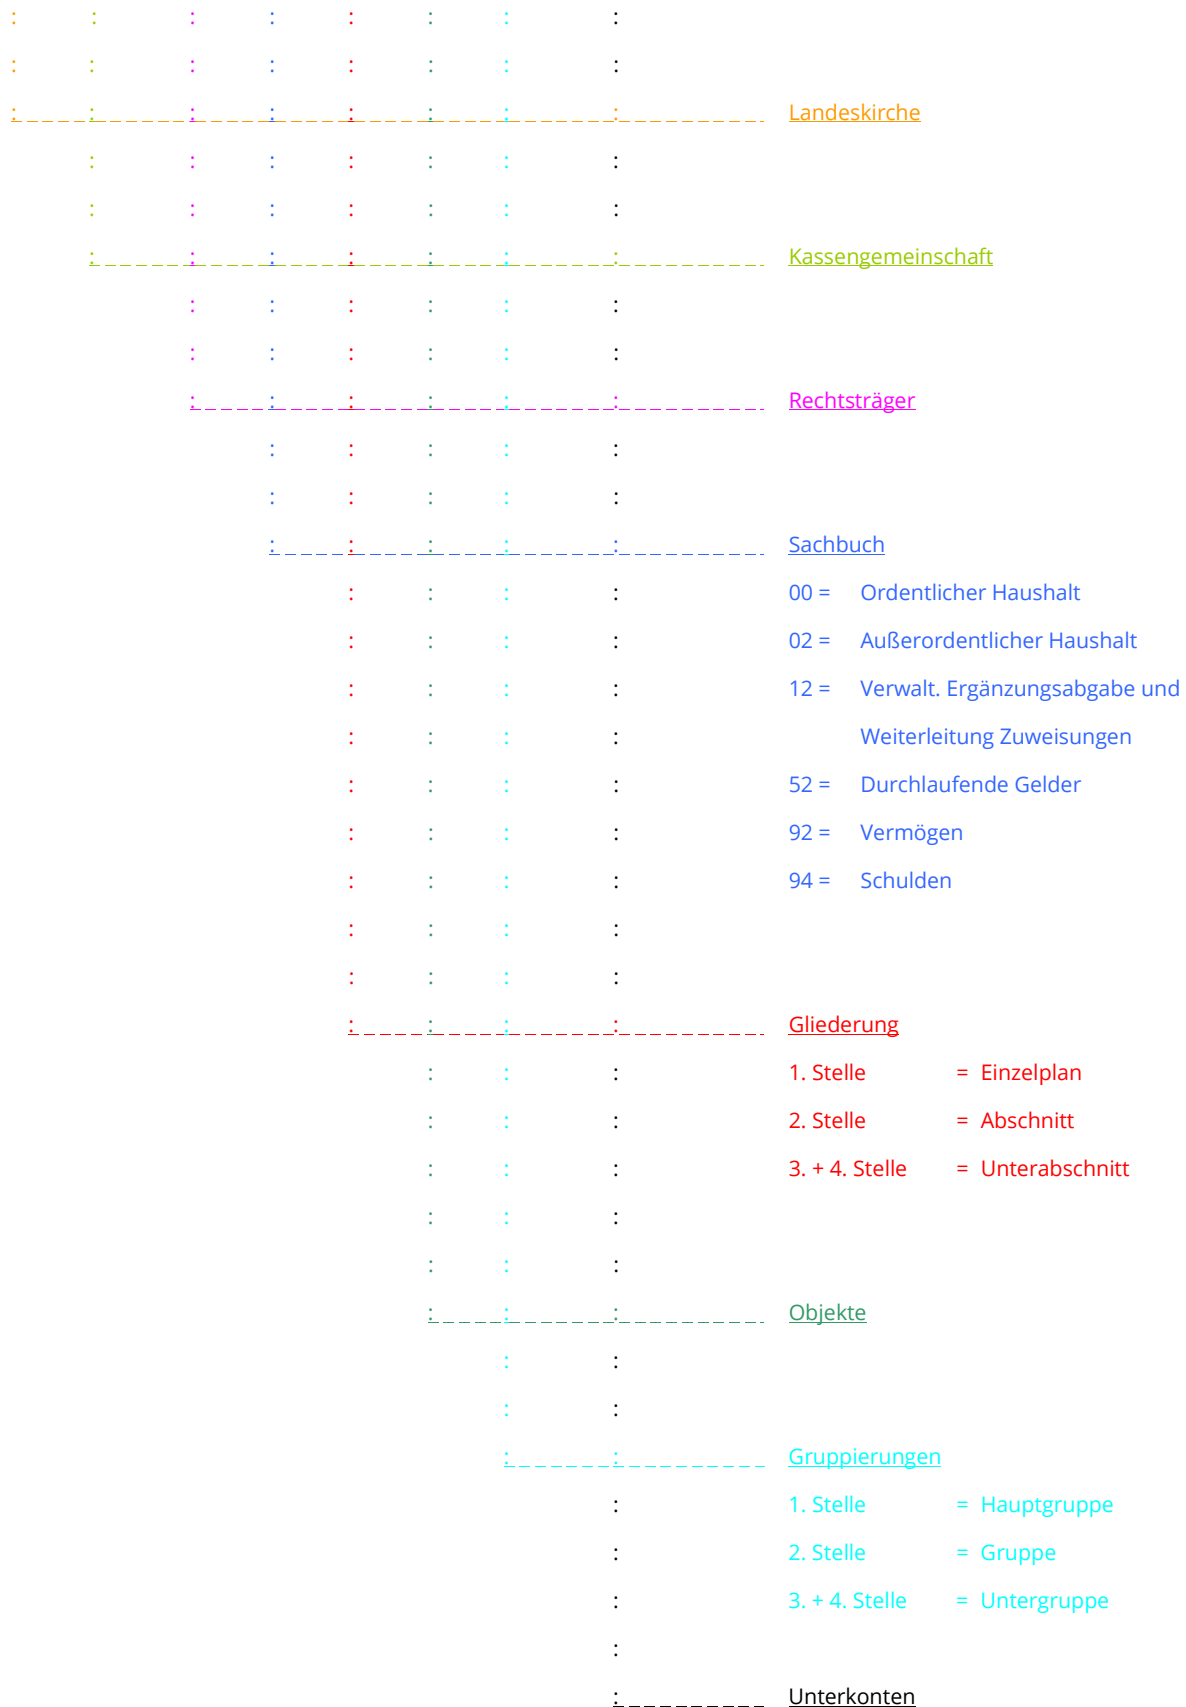 Landeskirche
Kassengemeinschaft
Rechtsträger
Sachbuch
00 = Ordentlicher Haushalt
02 = Außerordentlicher Haushalt
12 = Verwalt. Ergänzungsabgabe und
Weiterleitung Zuweisungen
52 = Durchlaufende Gelder
92 = Vermögen
94 = Schulden
Gliederung
1. Stelle = Einzelplan
2. Stelle = Abschnitt
3. + 4. Stelle = Unterabschnitt
Objekte
Gruppierungen
1. Stelle = Hauptgruppe
2. Stelle = Gruppe
3. + 4. Stelle = Untergruppe
Unterkonten